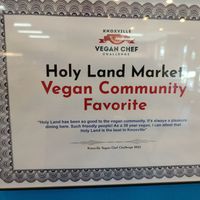 KNOXVILLE
VEGAN CHEF
CHALLENGE
Holy Land Market
Vegan Community
Favorite
"Holy Land has been so good to the vegan community. It's always a pleasure
dining here. Such friendly people! As a 30 year vegan, I can attest that
Holy Land is the best in Knoxville"
Knoxville Vegan Chef Challenge 2022